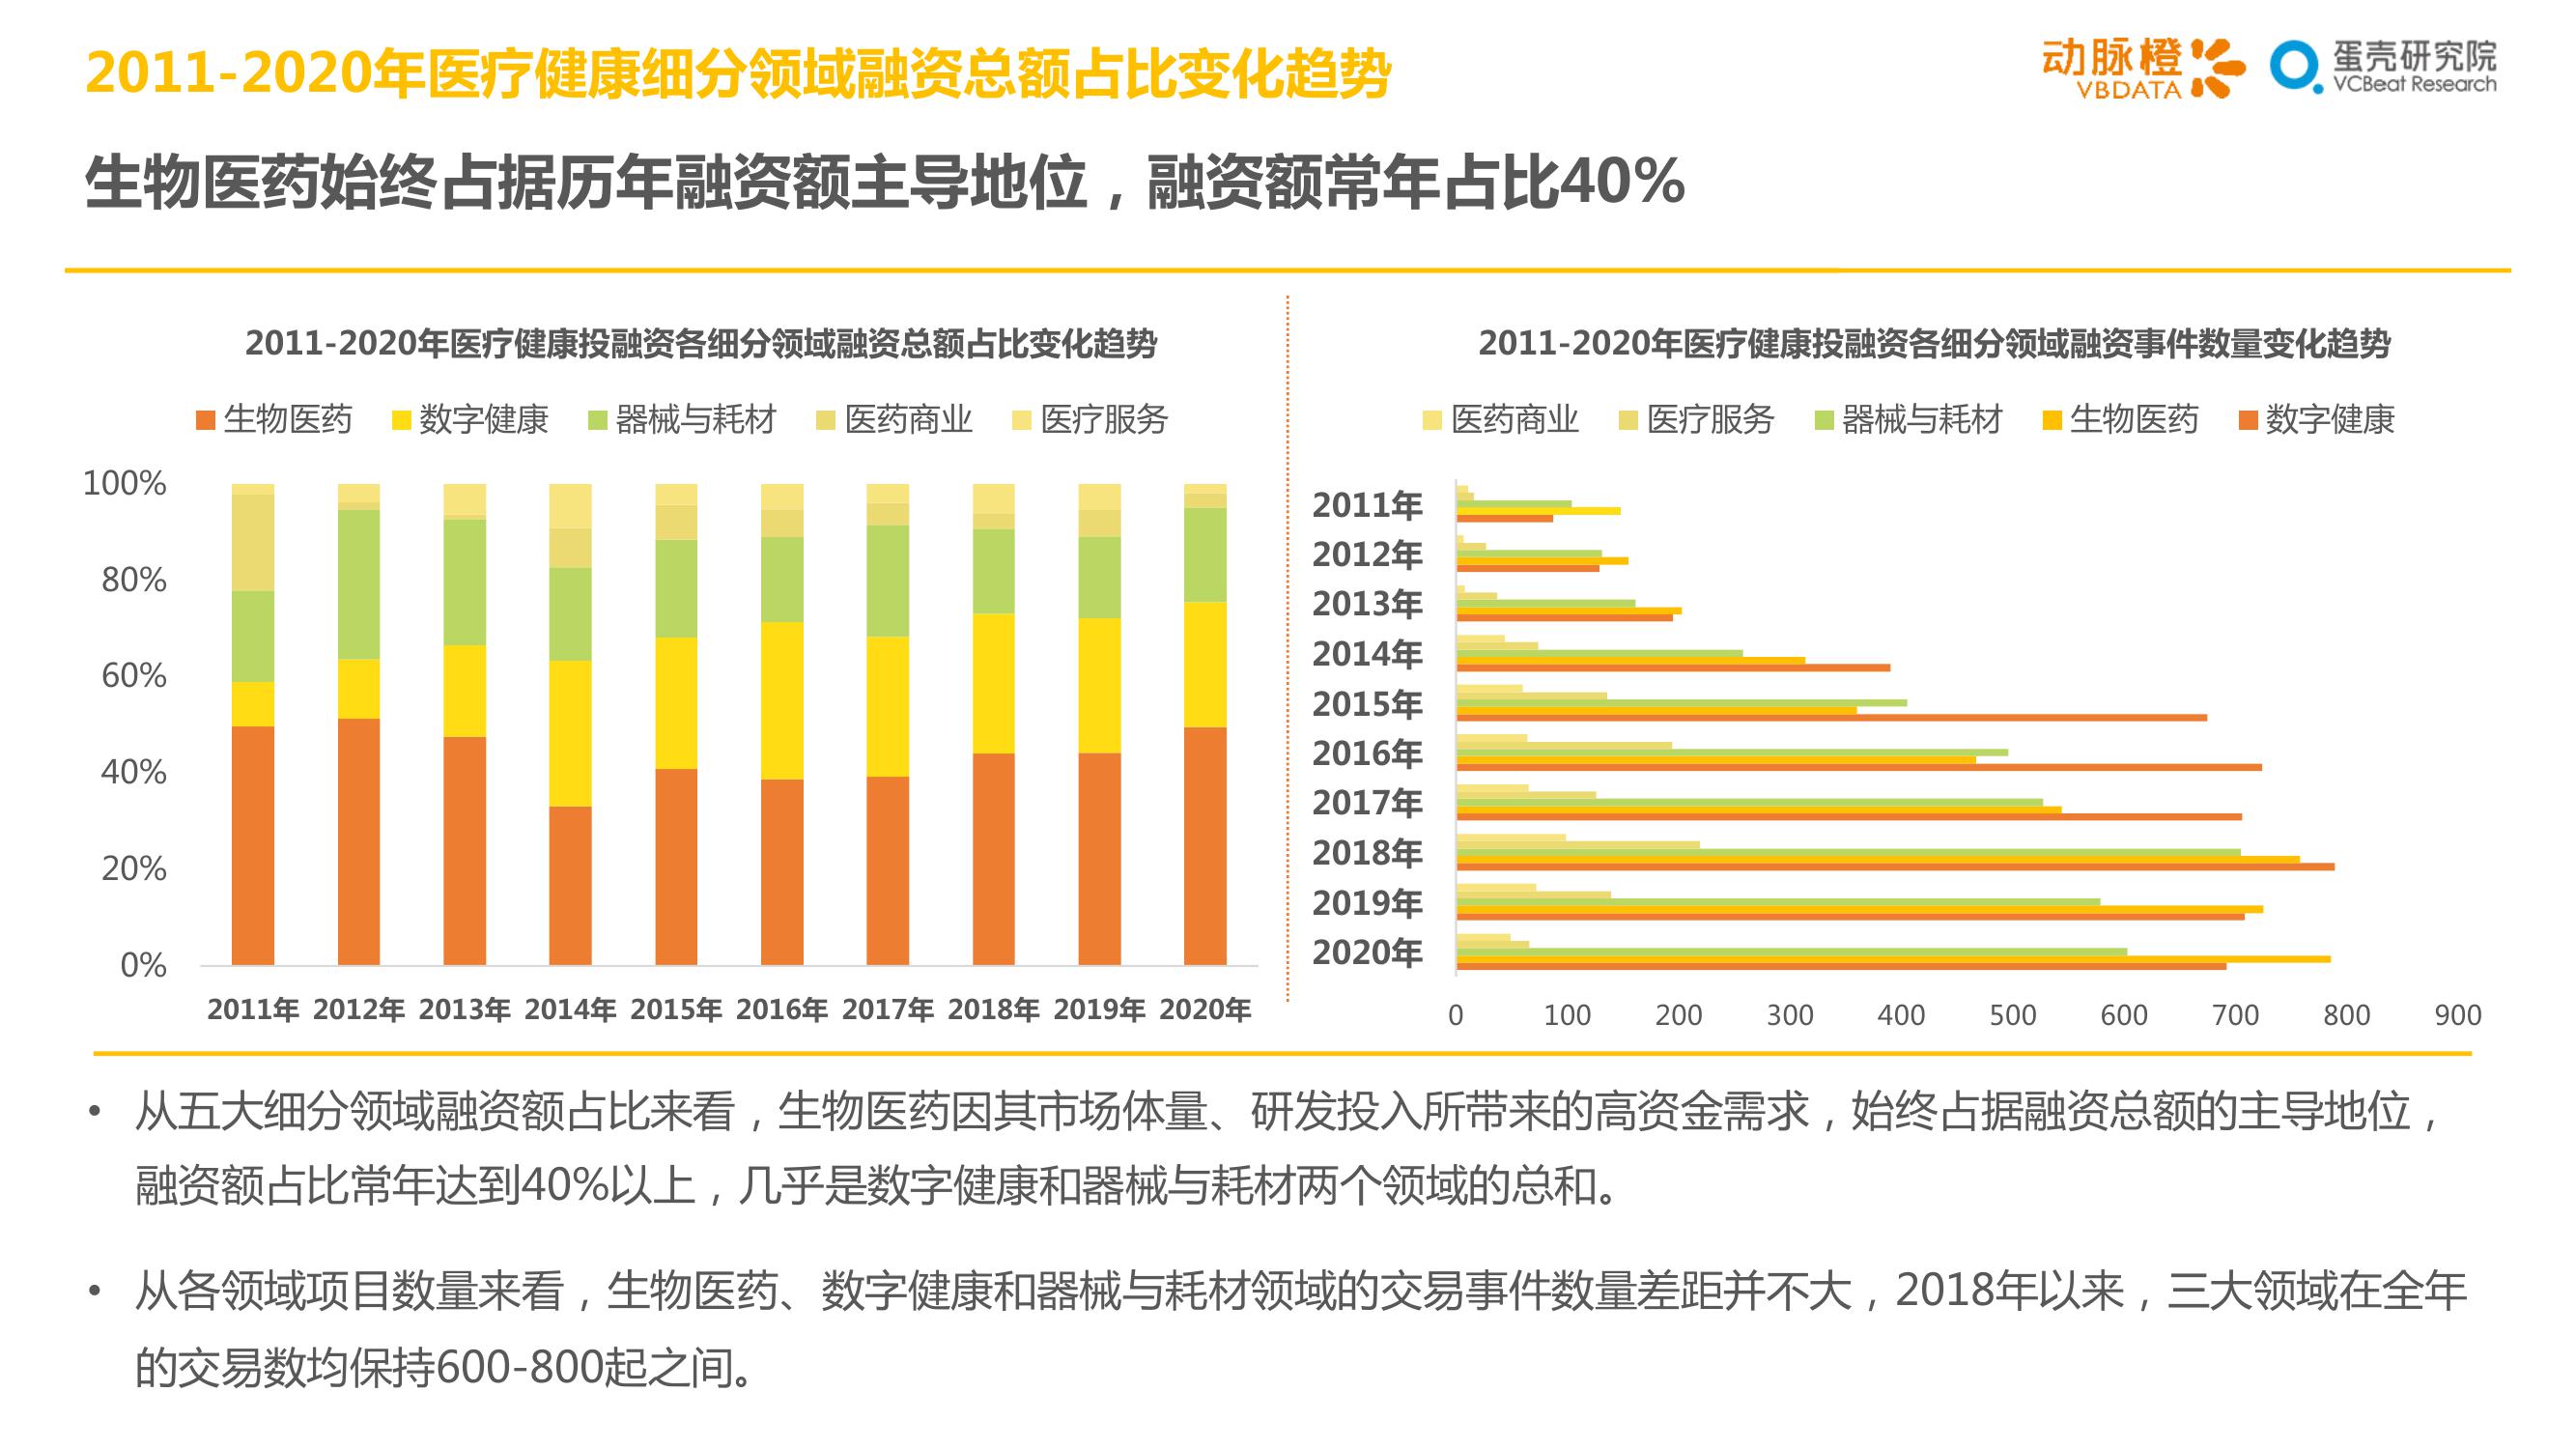 2011-2020年医疗健康细分领域融资总额占比变化趋势
动脉橙
VBDATA
蛋壳研究院
VCBeat Research
生物医药始终占据历年融资额主导地位，融资额常年占比40%
2011-2020年医疗健康投融资各细分领域融资总额占比变化趋势
生物医药 数字健康 器械与耗材 医药商业 医疗服务
100%
80%
60%
40%
20%
0%
2011年 2012年 2013年 2014年 2015年 2016年 2017年 2018年 2019年 2020年
2011-2020年医疗健康投融资各细分领域融资事件数量变化趋势
医药商业 医疗服务 器械与耗材 生物医药 数字健康
2011年
2012年
2013年
2014年
2015年
2016年
2017年
2018年
2019年
2020年
0 100 200 300 400 500 600 700 800 900
• 从五大细分领域融资额占比来看，生物医药因其市场体量、研发投入所带来的高资金需求，始终占据融资总额的主导地位，
融资额占比常年达到40%以上，几乎是数字健康和器械与耗材两个领域的总和。
• 从各领域项目数量来看，生物医药、数字健康和器械与耗材领域的交易事件数量差距并不大，2018年以来，三大领域在全年
的交易数均保持600-800起之间。